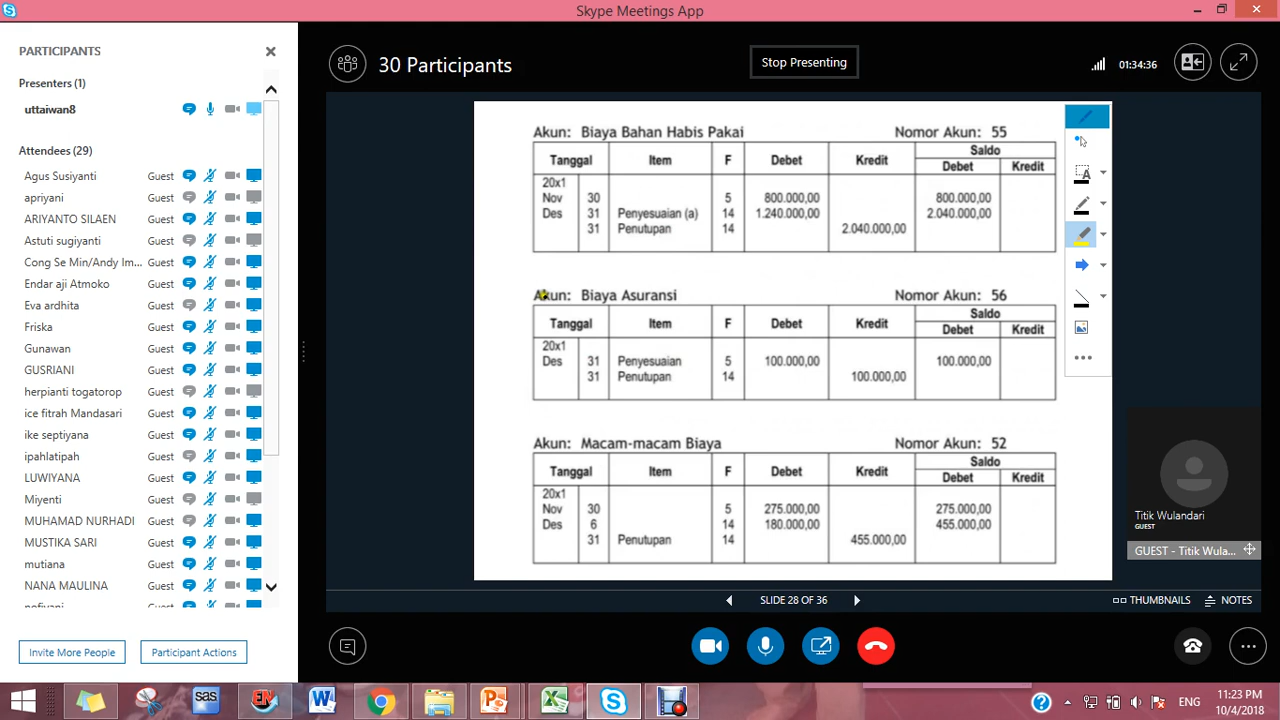 Skype Meetings App
PARTICIPANTS
Presenters (1)
uttaiwan8
Attendees (29)
Agus Susiyanti Guest
apriyani Guest
ARIYANTO SILAEN Guest
Astuti sugiyanti Guest
Cong Se Min/Andy Im... Guest
Endar aji Atmoko Guest
Eva ardhita Guest
Friska Guest
Gunawan Guest
GUSRIANI Guest
herpianti togatorop Guest
ice fitrah Mandasari Guest
ike septiyana Guest
ipahlatipah Guest
LUWIYANA Guest
Miyenti Guest
MUHAMAD NURHADI Guest
MUSTIKA SARI Guest
mutiana Guest
NANA MAULINA Guest
Invite More People
Participant Actions
30 Participants
Stop Presenting
01:34:36
Akun: Biaya Bahan Habis Pakai Nomor Akun: 55
Tanggal Item F Debet Kredit Saldo
Debet Kredit
20x1
Nov 30 5 800.000,00 800.000,00
Des 31 Penyesuaian (a) 14 1.240.000,00 2.040.000,00
31 Penutupan 14 2.040.000,00
Akun: Biaya Asuransi Nomor Akun: 56
Tanggal Item F Debet Kredit Saldo
Debet Kredit
20x1
Des 31 Penyesuaian 5 100.000,00 100.000,00
31 Penutupan 14 100.000,00
Akun: Macam-macam Biaya Nomor Akun: 52
Tanggal Item F Debet Kredit Saldo
Debet Kredit
20x1
Nov 30 5 275.000,00 275.000,00
Des 6 14 180.000,00 455.000,00
31 Penutupan 14 455.000,00
A
Titik Wulandari
GUEST
GUEST - Titik Wula...
SLIDE 28 OF 36
THUMBNAILS
NOTES
sas
EN
ENG
11:23 PM
10/4/2018